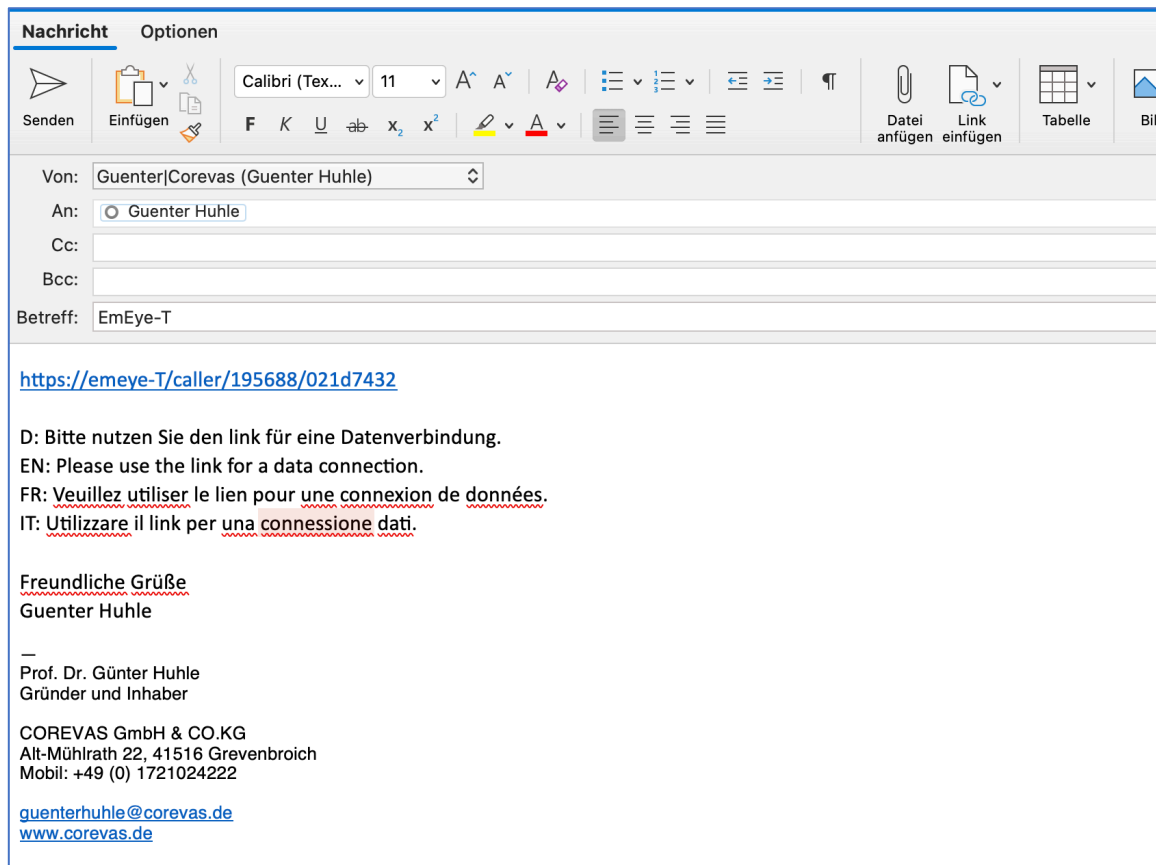 Nachricht Optionen
Calibri (Tex... 11 A^ A˅ A ¶
F K U ab x₂ x² A
Senden Einfügen Datei anfügen Link einfügen Tabelle Bil
Von: Guenter|Corevas (Guenter Huhle)
An: Guenter Huhle
Cc:
Bcc:
Betreff: EmEye-T
https://emeye-T/caller/195688/021d7432
D: Bitte nutzen Sie den link für eine Datenverbindung.
EN: Please use the link for a data connection.
FR: Veuillez utiliser le lien pour une connexion de données.
IT: Utilizzare il link per una connessione dati.
Freundliche Grüße
Guenter Huhle
—
Prof. Dr. Günter Huhle
Gründer und Inhaber
COREVAS GmbH & CO.KG
Alt-Mühlrath 22, 41516 Grevenbroich
Mobil: +49 (0) 1721024222
guenterhuhle@corevas.de
www.corevas.de